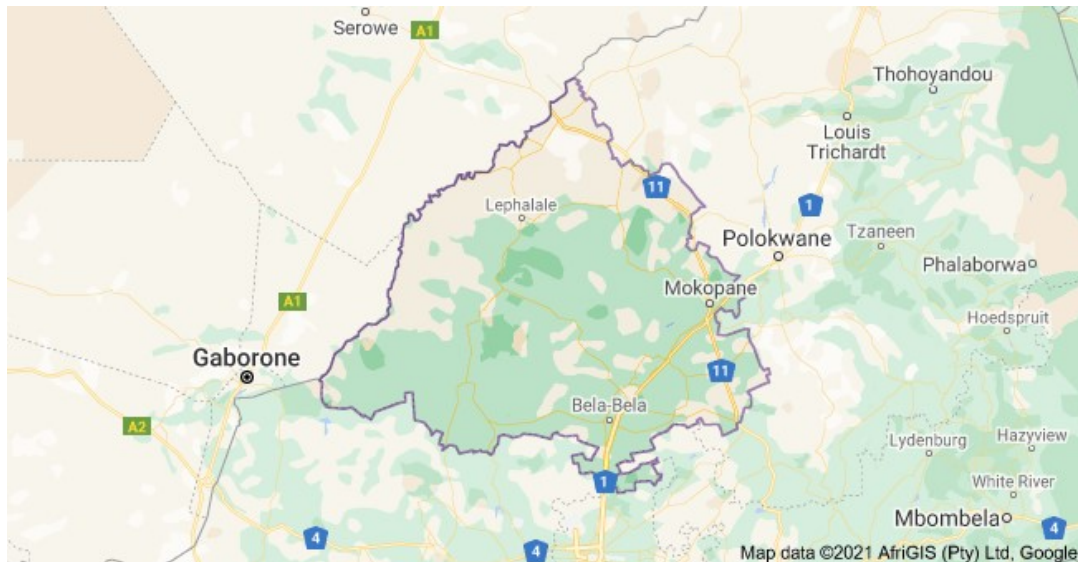 Serowe
A1
Thohoyandou
Louis
Trichardt
11
Lephalale
1
Polokwane
Tzaneen
Phalaborwa
A1
Mokopane
Hoedspruit
Gaborone
11
A2
Bela-Bela
Lydenburg
Hazyview
1
White River
Mbombela
4
4
4
Map data ©2021 AfriGIS (Pty) Ltd, Google